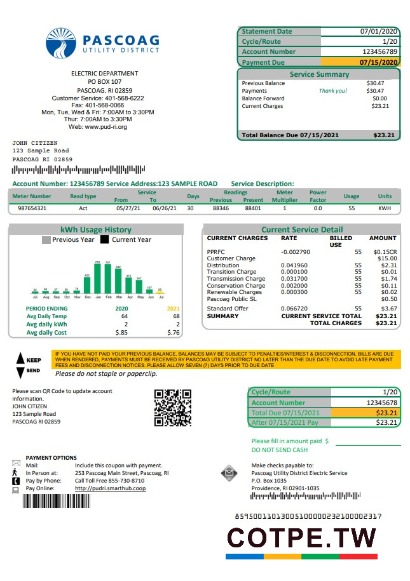 PASCOAG
UTILITY DISTRICT
ELECTRIC DEPARTMENT
PO BOX 107
PASCOAG, RI 02859
Customer Service: 401-568-6222
Fax: 401-568-0066
Mon, Tue, Wed & Fri: 7:00AM to 3:30PM
Thur: 7:00AM to 3:30PM
Web: www.pud-ri.org
Statement Date 07/01/2020
Cycle/Route 1/20
Account Number 123456789
Payment Due 07/15/2020
Service Summary
Previous Balance $30.47
Payments Thank you! $30.47
Balance Forward $0.00
Current Charges $23.21
Total Balance Due 07/15/2021 $23.21
JOHN CITIZEN
123 Sample Road
PASCOAG RI 02859
Account Number: 123456789 Service Address:123 SAMPLE ROAD Service Description:
Meter Number Read type Service From To Days Readings Previous Present Meter Multiplier Power Factor Usage Units
987654321 Act 05/27/21 06/26/21 30 88346 88401 1 0.0 55 KWH
kWh Usage History
Previous Year Current Year
Jul Aug Sep Oct Nov Dec Jan Feb Mar Apr May Jun Jul
PERIOD ENDING 2020 2021
Avg Daily Temp 64 68
Avg daily kWh 2 2
Avg daily Cost $.85 $.76
Current Service Detail
CURRENT CHARGES RATE BILLED USE AMOUNT
PPRFC -0.002790 55 $0.15CR
Customer Charge $15.00
Distribution 0.041960 55 $2.31
Transition Charge 0.000100 55 $0.01
Transmission Charge 0.031700 55 $1.74
Conservation Charge 0.002000 55 $0.11
Renewable Charges 0.000300 55 $0.02
Pascoag Public SL $0.50
Standard Offer 0.066720 55 $3.67
SUMMARY CURRENT SERVICE TOTAL $23.21
TOTAL CHARGES $23.21
KEEP
SEND
IF YOU HAVE NOT PAID YOUR PREVIOUS BALANCE, BALANCES MAY BE SUBJECT TO PENALTIES/INTEREST & DISCONNECTION. BILLS ARE DUE
WHEN RENDERED. PAYMENTS MUST BE RECEIVED BY PASCOAG UTILITY DISTRICT NO LATER THAN THE DUE DATE TO AVOID LATE PAYMENT
FEES AND DISCONNECTION NOTICES. PLEASE ALLOW SEVEN (7) DAYS PRIOR TO DUE DATE
Please do not staple or paperclip.
Please scan QR Code to update account
information.
JOHN CITIZEN
123 Sample Road
PASCOAG RI 02859
Cycle/Route 1/20
Account Number 12345678
Total Due 07/15/2021 $23.21
After 07/15/2021 Pay $23.21
Please fill in amount paid $
DO NOT SEND CASH
PAYMENT OPTIONS
Mail: Include this coupon with payment.
In Person at: 253 Pascoag Main Street, Pascoag, RI
Pay by Phone: Call Toll Free 855-730-8710
Pay Online: http://pudri.smarthub.coop
Make checks payable to:
Pascoag Utility District Electric Service
P.O. Box 1035
Providence, RI 02901-1035
8595001101300510000002321000023​17
COTPE.TW